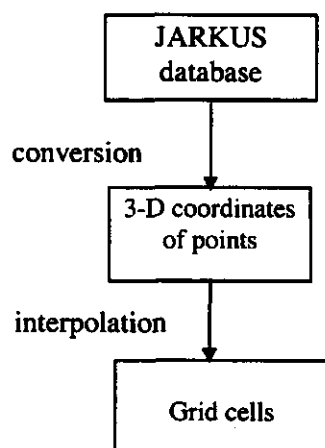 JARKUS
database
conversion
3-D coordinates
of points
interpolation
Grid cells